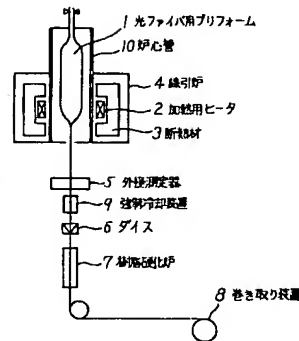 1 光ファイバ用プリフォーム
10 炉心管
4 線引炉
2 加熱用ヒータ
3 断熱材
5 外径測定器
9 強制冷却装置
6 ダイス
7 樹脂硬化炉
8 巻き取り装置